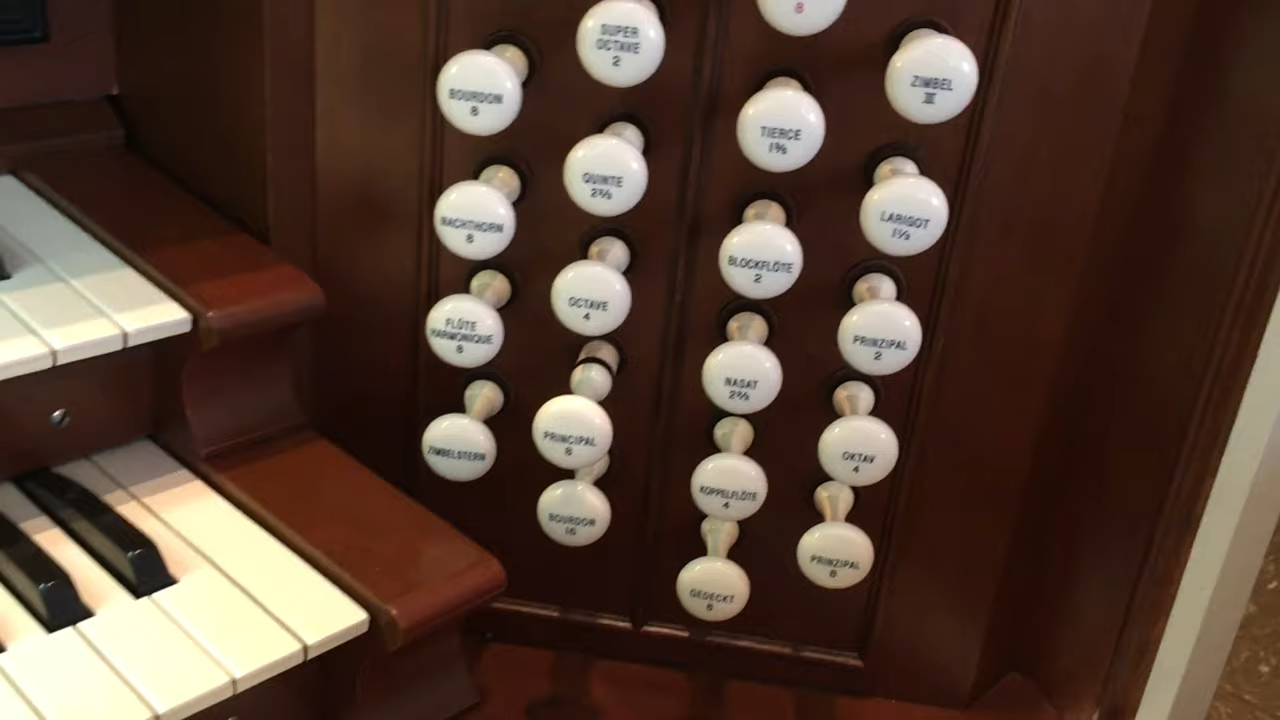 BOURDON
8
NACHTHORN
8
FLÛTE
HARMONIQUE
8
ZIMBELSTERN
SUPER
OCTAVE
2
QUINTE
2⅔
OCTAVE
4
PRINCIPAL
8
BOURDON
16
8
TIERCE
1⅗
BLOCKFLÖTE
2
NASAT
2⅔
KOPPELFLÖTE
4
GEDECKT
8
ZIMBEL
III
LARIGOT
1⅓
PRINZIPAL
2
OKTAV
4
PRINZIPAL
8